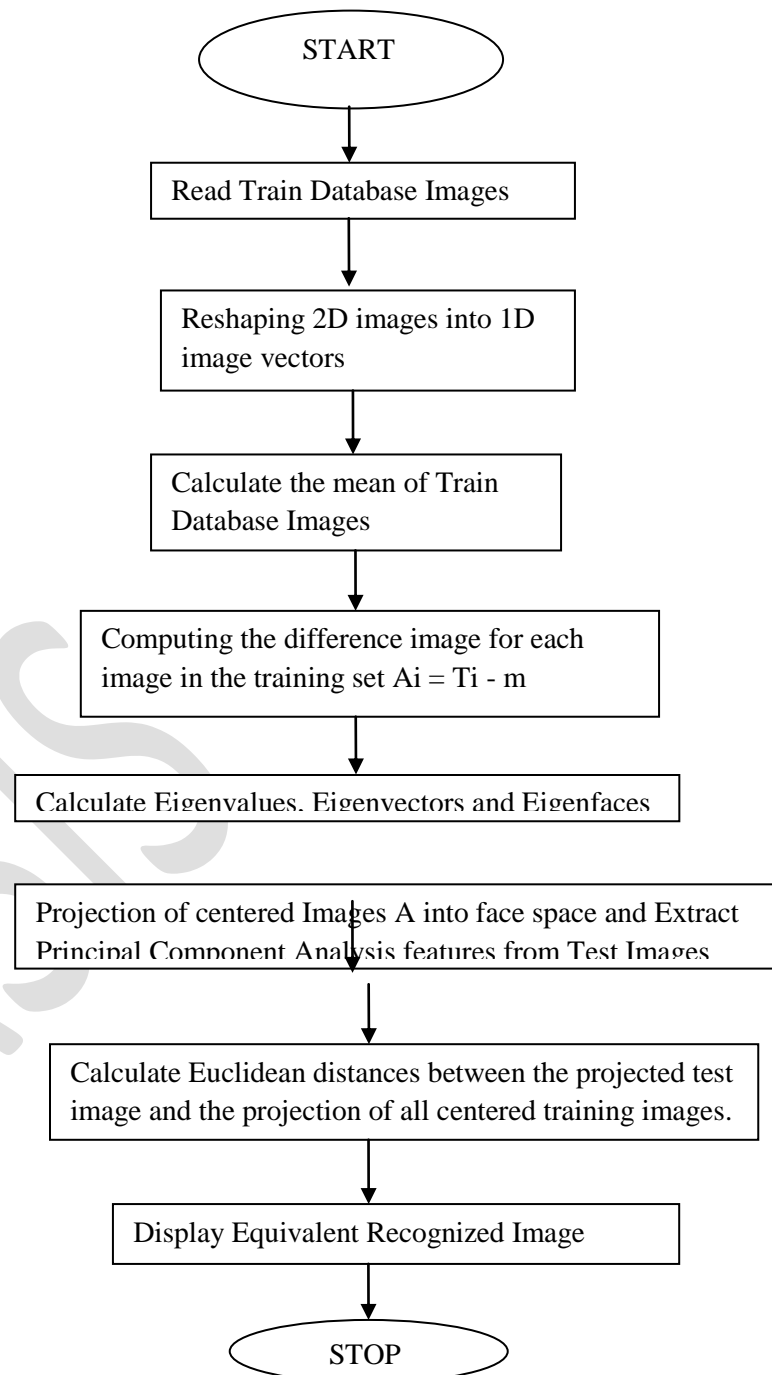 START
Read Train Database Images
Reshaping 2D images into 1D
image vectors
Calculate the mean of Train
Database Images
Computing the difference image for each
image in the training set Ai = Ti - m
Calculate Eigenvalues, Eigenvectors and Eigenfaces
Projection of centered Images A into face space and Extract
Principal Component Analysis features from Test Images
Calculate Euclidean distances between the projected test
image and the projection of all centered training images.
Display Equivalent Recognized Image
STOP